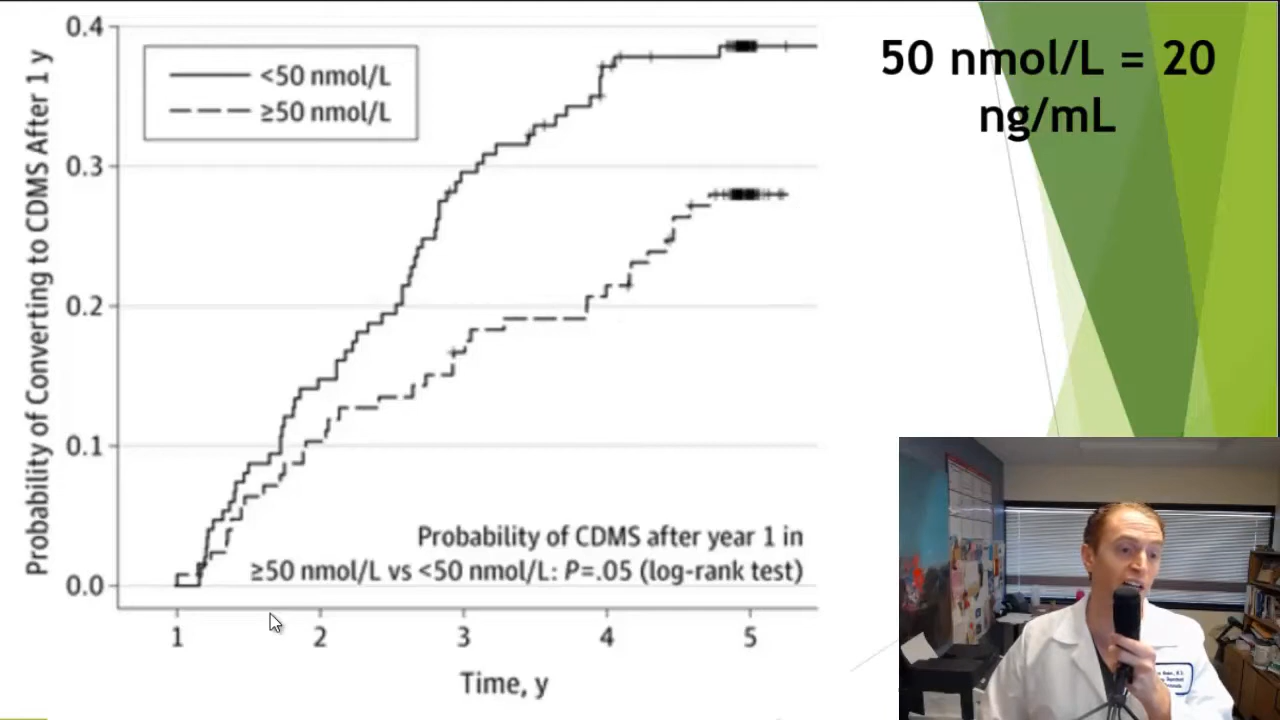 50 nmol/L = 20
ng/mL
Probability of Converting to CDMS After 1 y
0.4
0.3
0.2
0.1
0.0
<50 nmol/L
≥50 nmol/L
Probability of CDMS after year 1 in
≥50 nmol/L vs <50 nmol/L: P=.05 (log-rank test)
1 2 3 4 5
Time, y